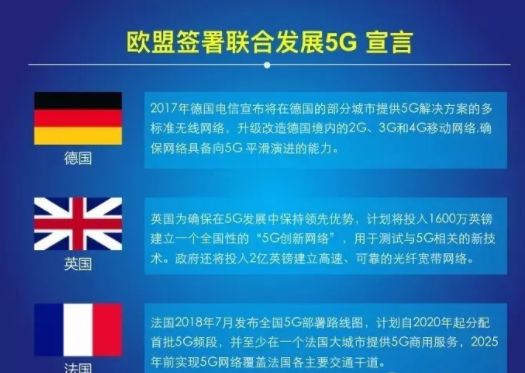 欧盟签署联合发展5G 宣言
2017年德国电信宣布将在德国的部分城市提供5G解决方案的多
标准无线网络，升级改造德国境内的2G、3G和4G移动网络,确
保网络具备向5G 平滑演进的能力。
德国
英国为确保在5G发展中保持领先优势，计划将投入1600万英镑
建立一个全国性的“5G创新网络”，用于测试与5G相关的新技
术。政府还将投入2亿英镑建立高速、可靠的光纤宽带网络。
英国
法国2018年7月发布全国5G部署路线图，计划自2020年起分配
首批5G频段，并至少在一个法国大城市提供5G商用服务，2025
年前实现5G网络覆盖法国各主要交通干道。
法国